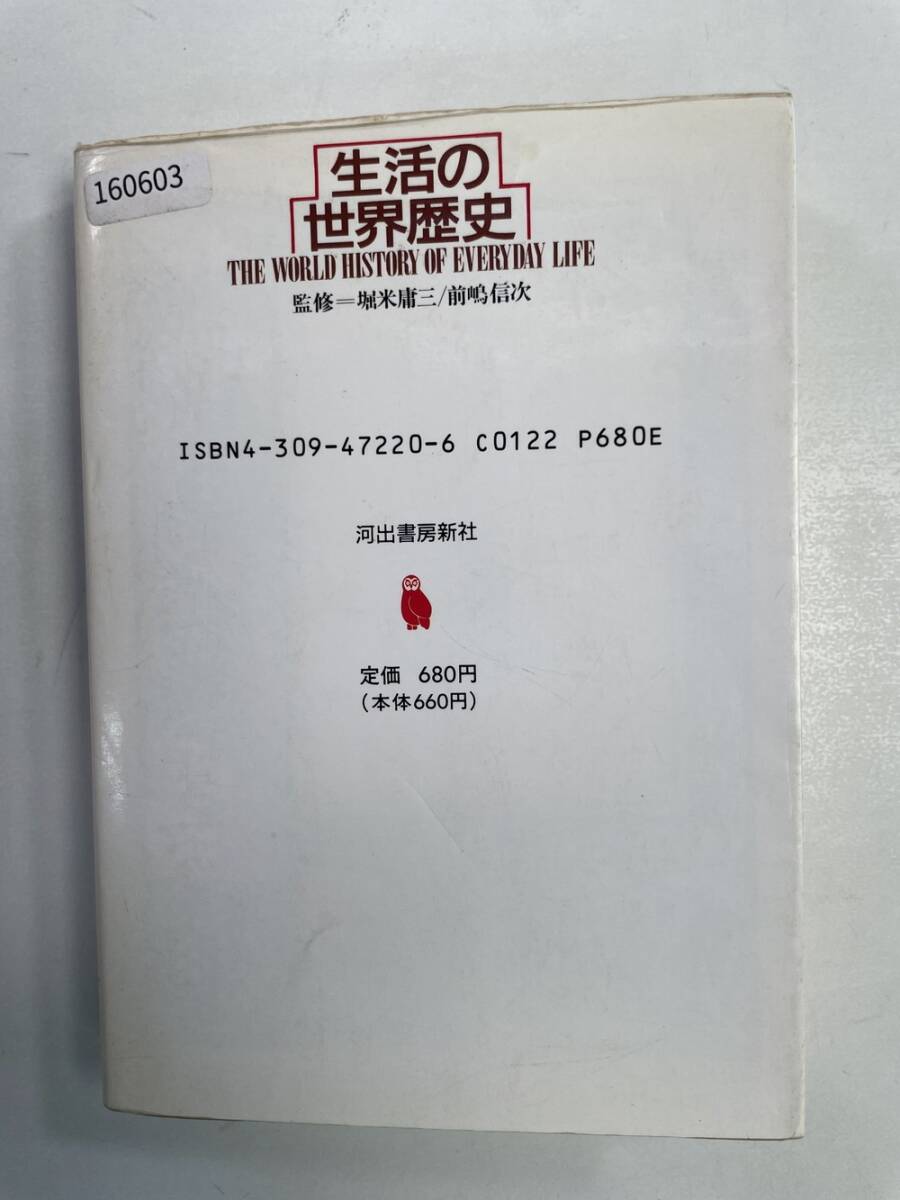 160603
生活の
世界歴史
THE WORLD HISTORY OF EVERYDAY LIFE
監修=堀米庸三/前嶋信次
ISBN4-309-47220-6 C0122 P680E
河出書房新社
定価 680円
(本体660円)